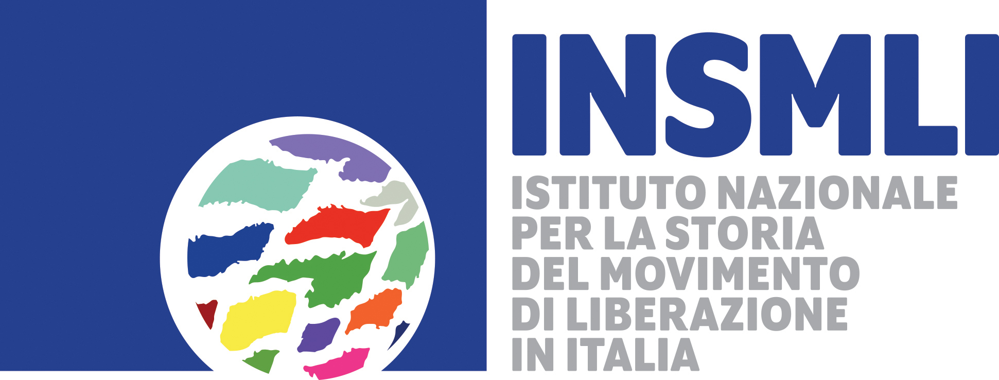 INSMLI
ISTITUTO NAZIONALE
PER LA STORIA
DEL MOVIMENTO
DI LIBERAZIONE
IN ITALIA